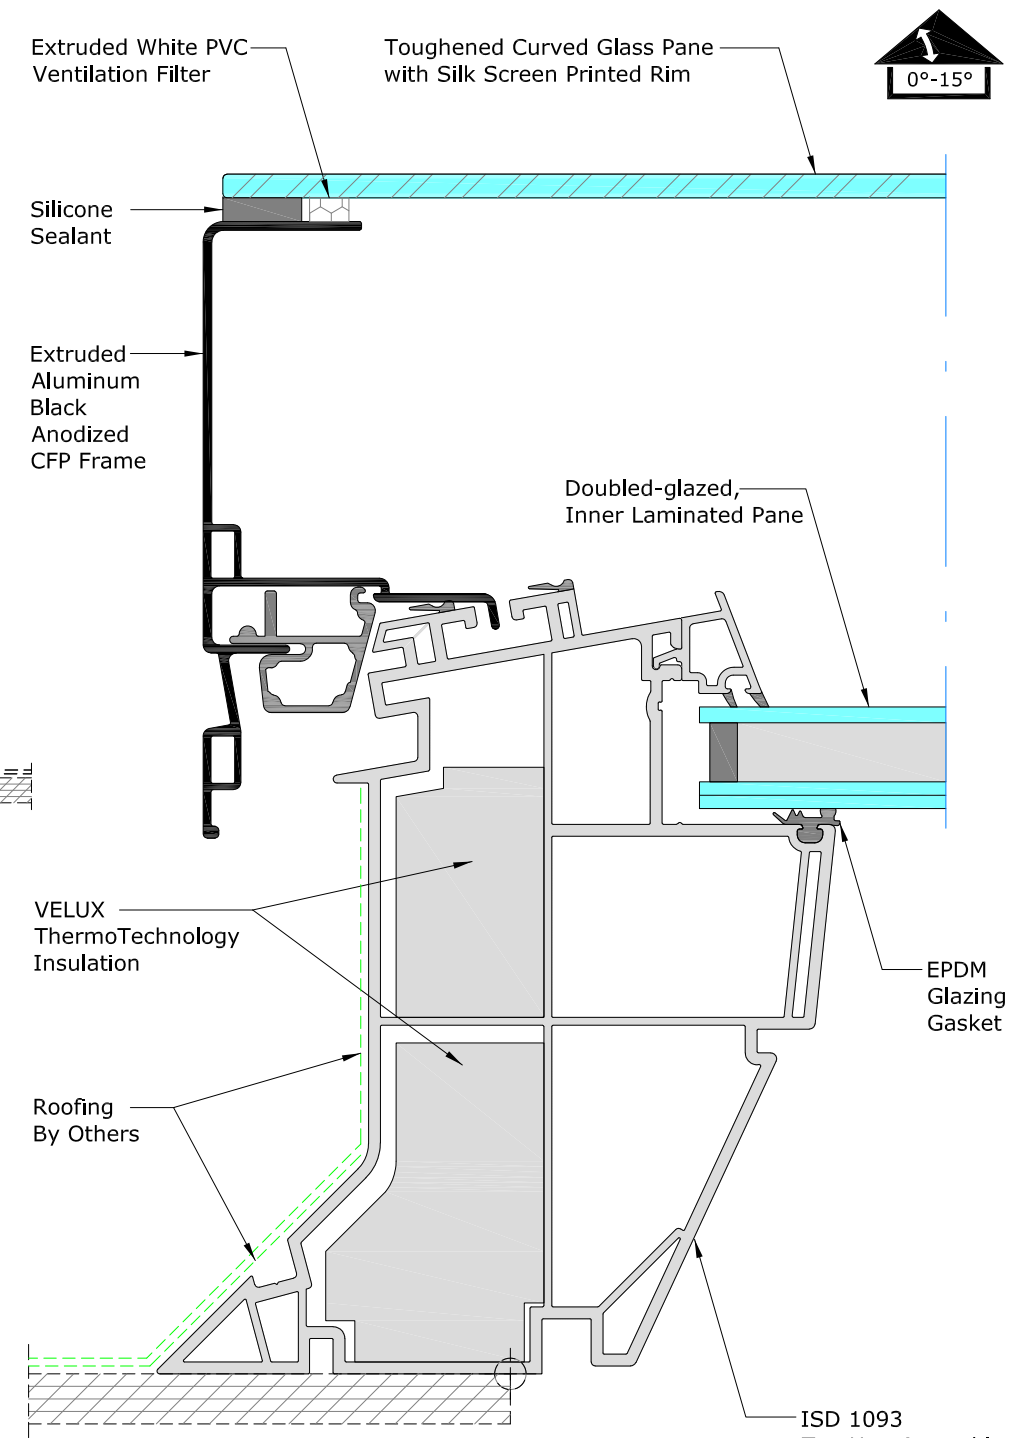 Extruded White PVC
Ventilation Filter
Toughened Curved Glass Pane
with Silk Screen Printed Rim
0°-15°
Silicone
Sealant
Extruded
Aluminum
Black
Anodized
CFP Frame
Doubled-glazed,
Inner Laminated Pane
VELUX
ThermoTechnology
Insulation
EPDM
Glazing
Gasket
Roofing
By Others
ISD 1093